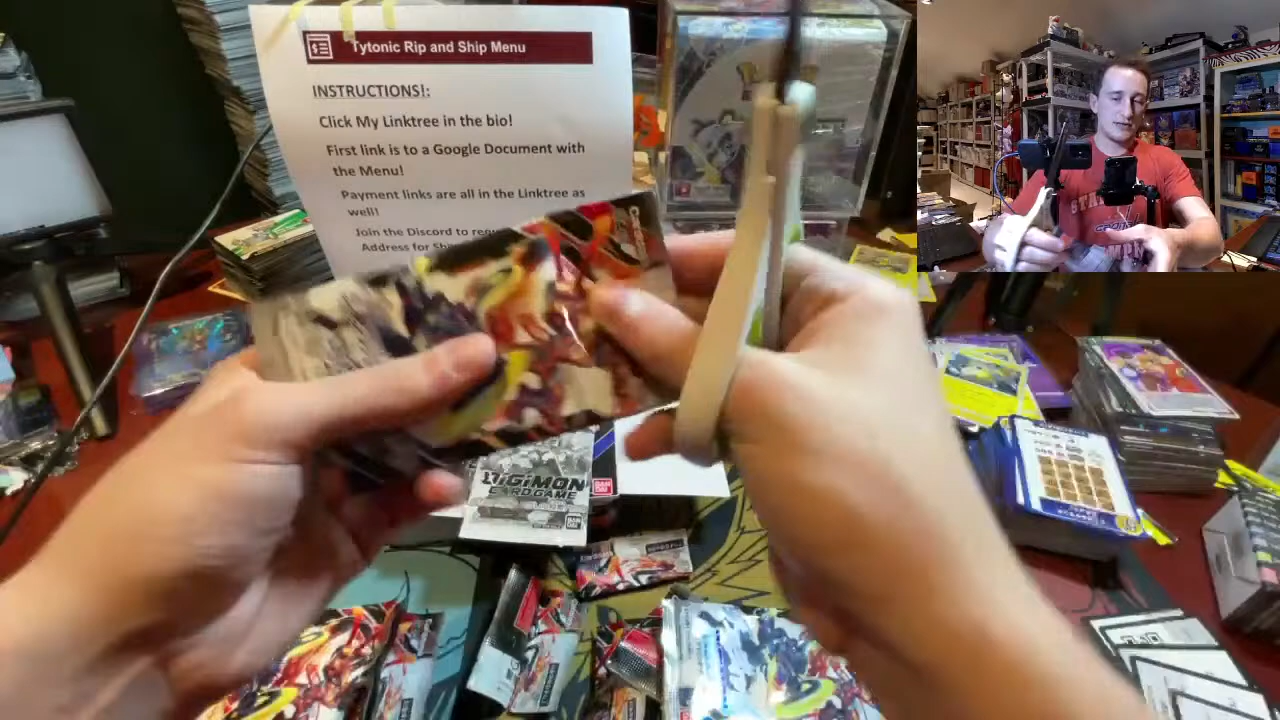 Tytonic Rip and Ship Menu
INSTRUCTIONS!:
Click My Linktree in the bio!
First link is to a Google Document with
the Menu!
Payment links are all in the Linktree as
well!
Join the Discord to
Address for
DIGIMON
CARD GAME
BAN
DAI